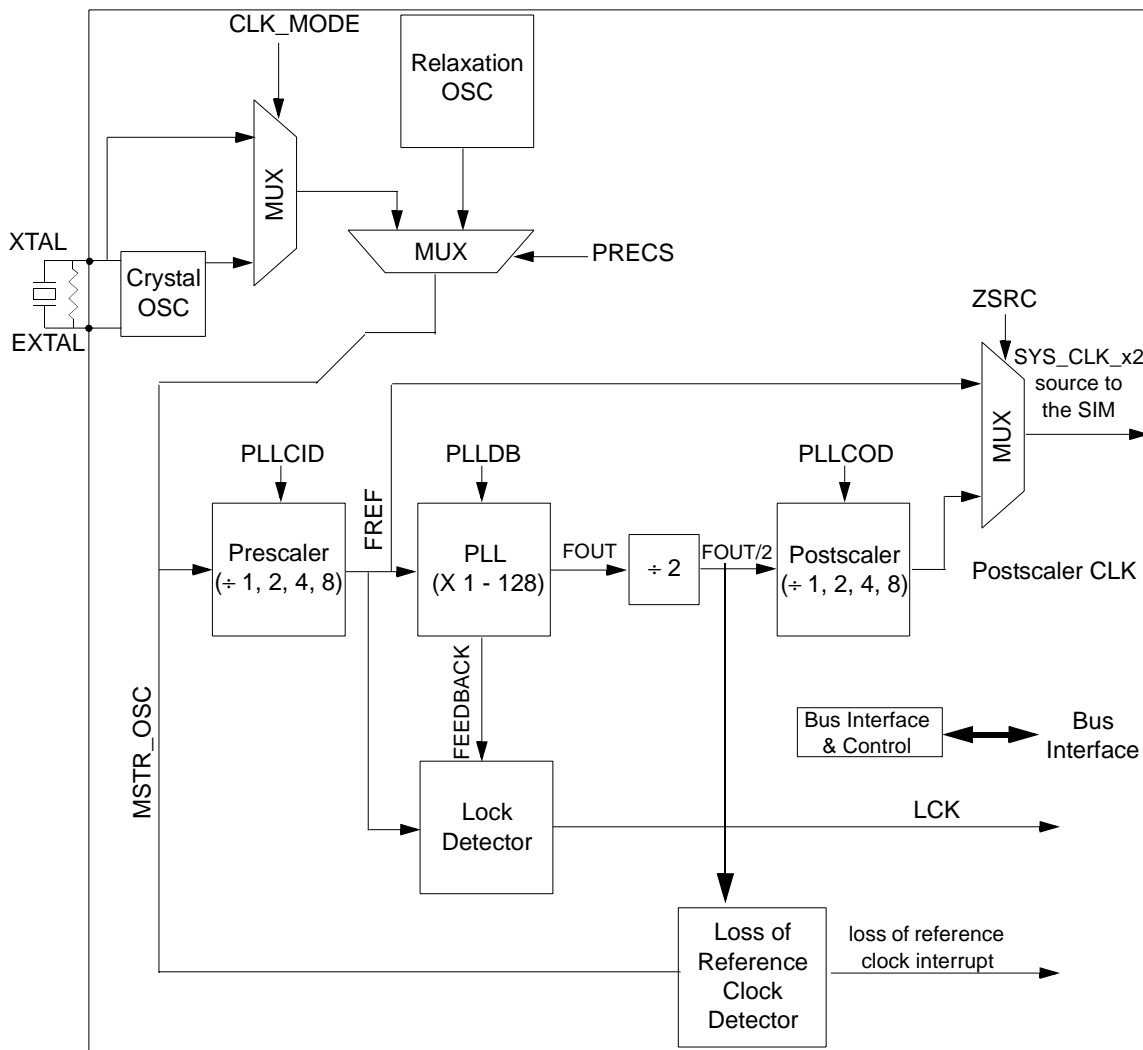 CLK_MODE
Relaxation
OSC
MUX
XTAL
MUX
PRECS
Crystal
OSC
EXTAL
ZSRC
SYS_CLK_x2
source to
the SIM
MUX
PLLCID
PLLDB
PLLCOD
FREF
Prescaler
(÷ 1, 2, 4, 8)
PLL
(X 1 - 128)
FOUT
÷ 2
FOUT/2
Postscaler
(÷ 1, 2, 4, 8)
Postscaler CLK
FEEDBACK
MSTR_OSC
Bus Interface
& Control
Bus
Interface
Lock
Detector
LCK
Loss of
Reference
Clock
Detector
loss of reference
clock interrupt